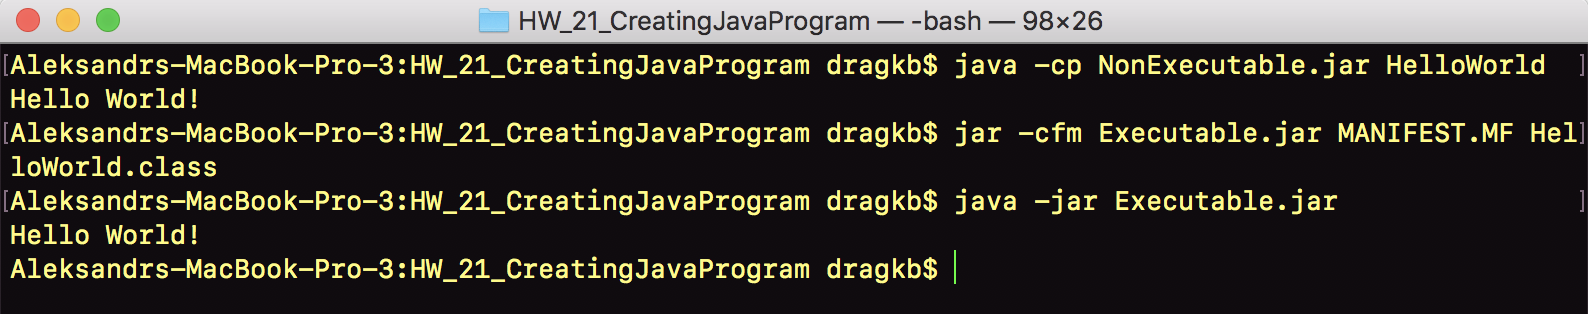 HW_21_CreatingJavaProgram — -bash — 98×26
[Aleksandrs-MacBook-Pro-3:HW_21_CreatingJavaProgram dragkb$ java -cp NonExecutable.jar HelloWorld ]
Hello World!
[Aleksandrs-MacBook-Pro-3:HW_21_CreatingJavaProgram dragkb$ jar -cfm Executable.jar MANIFEST.MF Hel]
loWorld.class
[Aleksandrs-MacBook-Pro-3:HW_21_CreatingJavaProgram dragkb$ java -jar Executable.jar ]
Hello World!
Aleksandrs-MacBook-Pro-3:HW_21_CreatingJavaProgram dragkb$